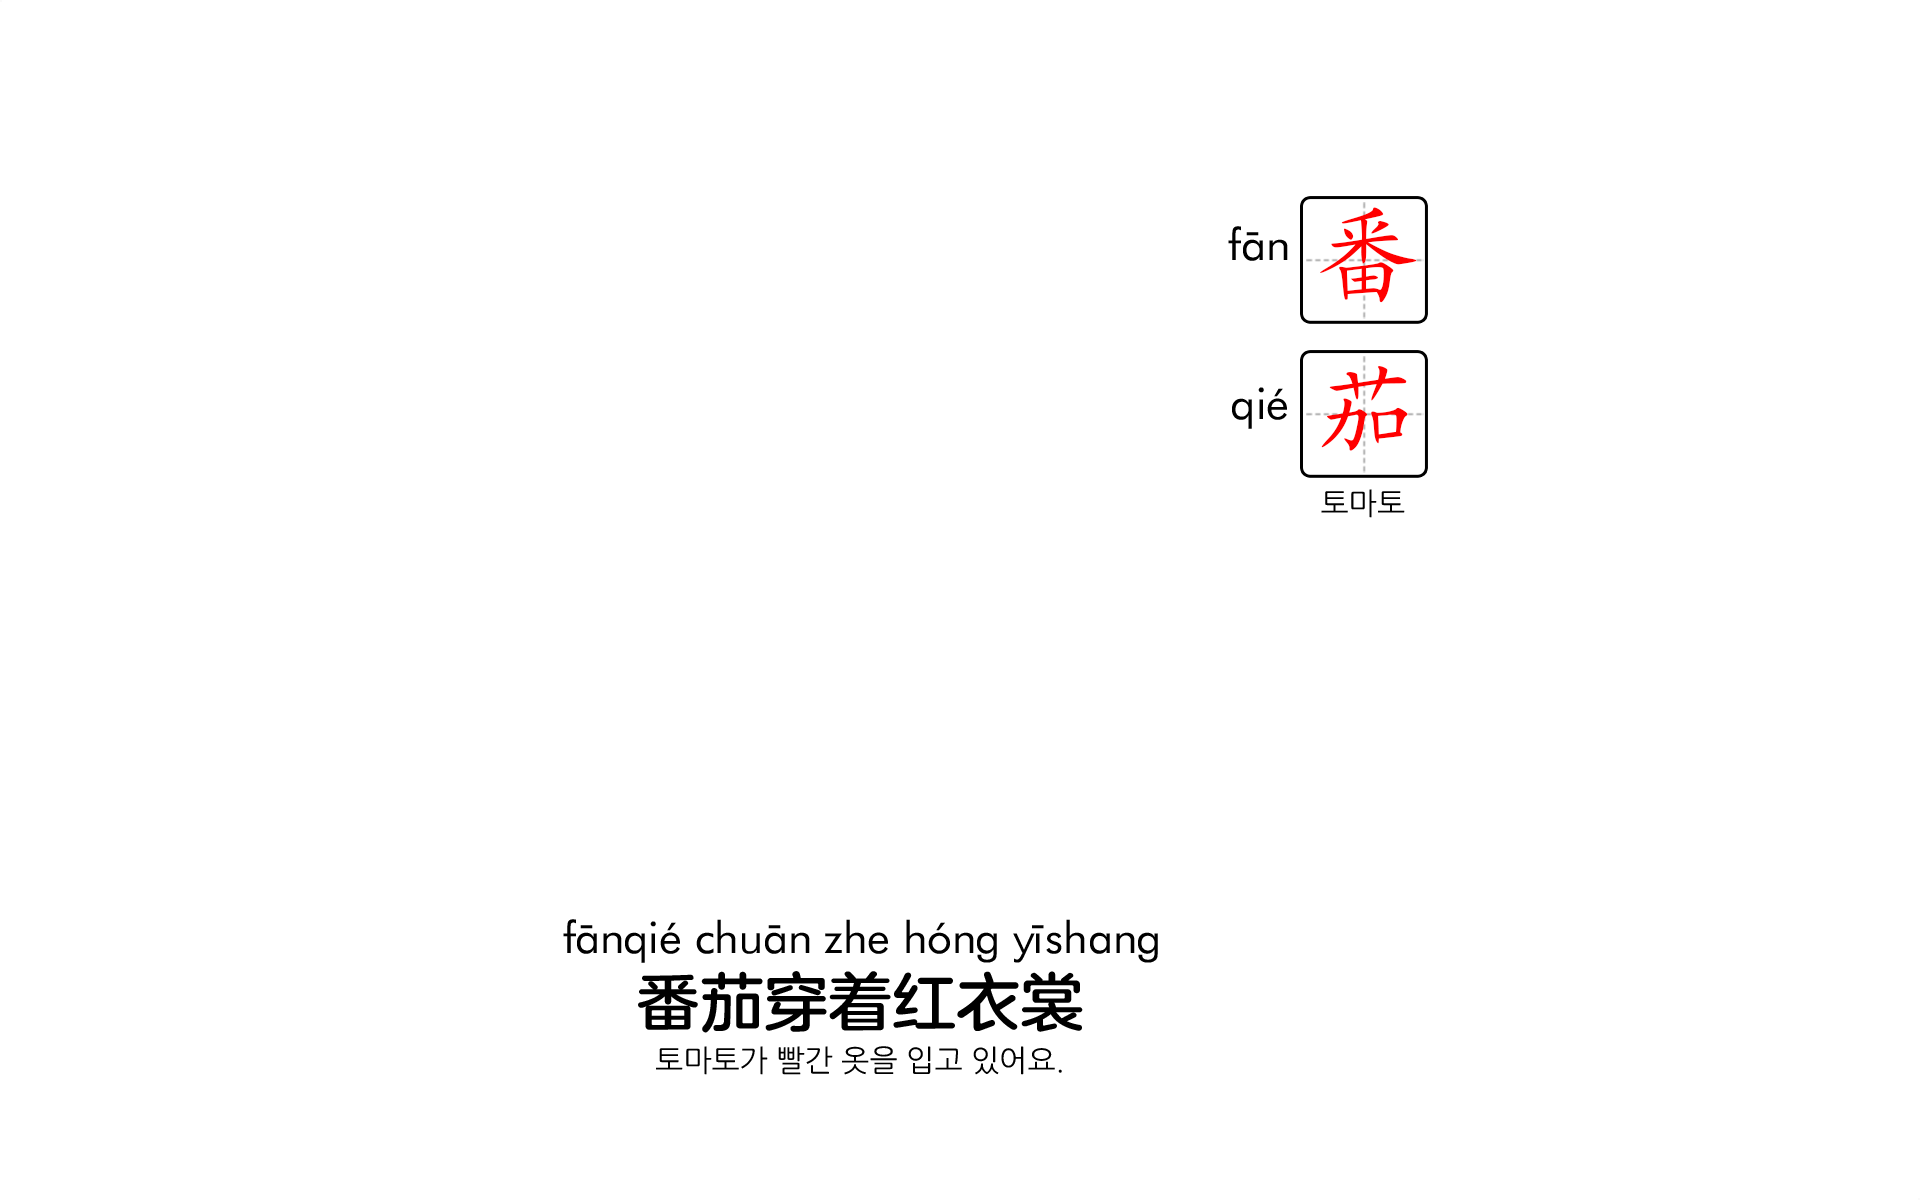 fān
番
qié
茄
토마토
fānqié chuān zhe hóng yīshang
番茄穿着红衣裳
토마토가 빨간 옷을 입고 있어요.